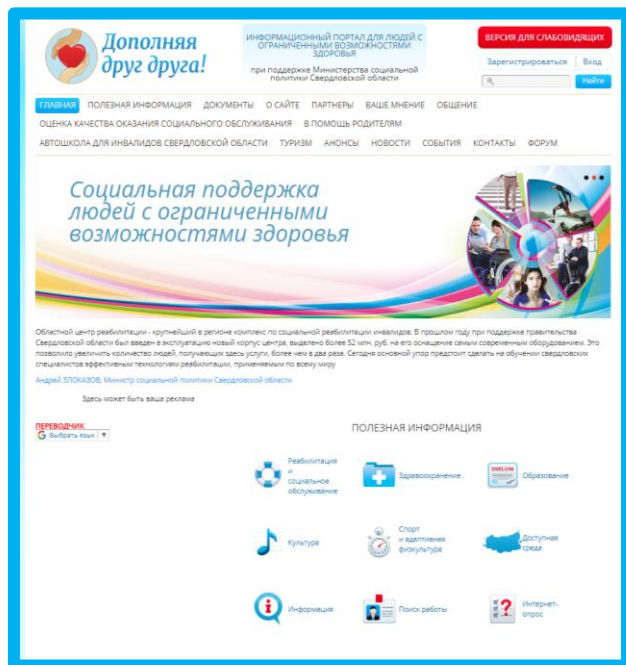 Дополняя
друг друга!
ИНФОРМАЦИОННЫЙ ПОРТАЛ ДЛЯ ЛЮДЕЙ С
ОГРАНИЧЕННЫМИ ВОЗМОЖНОСТЯМИ
ЗДОРОВЬЯ
при поддержке Министерства социальной
политики Свердловской области
ВЕРСИЯ ДЛЯ СЛАБОВИДЯЩИХ
Зарегистрироваться Вход
Найти
ГЛАВНАЯ ПОЛЕЗНАЯ ИНФОРМАЦИЯ ДОКУМЕНТЫ О САЙТЕ ПАРТНЕРЫ ВАШЕ МНЕНИЕ ОБЩЕНИЕ
ОЦЕНКА КАЧЕСТВА ОКАЗАНИЯ СОЦИАЛЬНОГО ОБСЛУЖИВАНИЯ В ПОМОЩЬ РОДИТЕЛЯМ
АВТОШКОЛА ДЛЯ ИНВАЛИДОВ СВЕРДЛОВСКОЙ ОБЛАСТИ ТУРИЗМ АНОНСЫ НОВОСТИ СОБЫТИЯ КОНТАКТЫ ФОРУМ
Социальная поддержка
людей с ограниченными
возможностями здоровья
Областной центр реабилитации - крупнейший в регионе комплекс по социальной реабилитации инвалидов. В прошлом году при поддержке правительства
Свердловской области был введен в эксплуатацию новый корпус центра, выделено более 52 млн. руб. на его оснащение самым современным оборудованием. Это
позволило увеличить количество людей, получающих здесь услуги, более чем в два раза. Сегодня основной упор предстоит сделать на обучении свердловских
специалистов эффективным технологиям реабилитации, применяемым по всему миру
Андрей ЗЛОКАЗОВ, Министр социальной политики Свердловской области
Здесь может быть ваша реклама
ПЕРЕВОДЧИК
G Выбрать язык ▼
ПОЛЕЗНАЯ ИНФОРМАЦИЯ
Реабилитация
и
социальное
обслуживание
Здравоохранение
DIPLOM
Образование
Культура
Спорт
и адаптивная
физкультура
Доступная
среда
Информация
Поиск работы
Интернет-
опрос